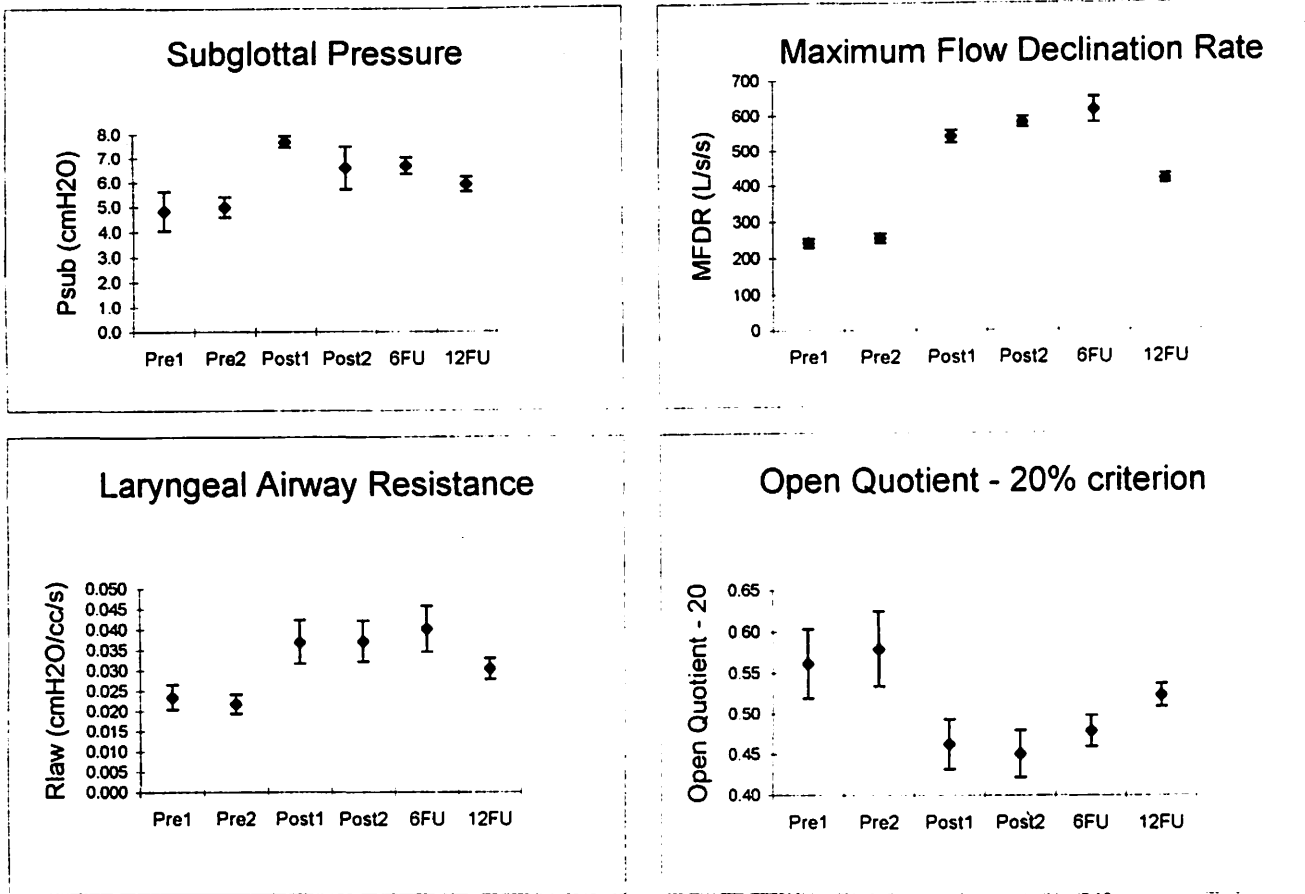 Subglottal Pressure
Psub (cmH2O)
8.0
7.0
6.0
5.0
4.0
3.0
2.0
1.0
0.0
Pre1 Pre2 Post1 Post2 6FU 12FU
Maximum Flow Declination Rate
MFDR (L/s/s)
700
600
500
400
300
200
100
0
Pre1 Pre2 Post1 Post2 6FU 12FU
Laryngeal Airway Resistance
Rlaw (cmH2O/cc/s)
0.050
0.045
0.040
0.035
0.030
0.025
0.020
0.015
0.010
0.005
0.000
Pre1 Pre2 Post1 Post2 6FU 12FU
Open Quotient - 20% criterion
Open Quotient - 20
0.65
0.60
0.55
0.50
0.45
0.40
Pre1 Pre2 Post1 Post2 6FU 12FU